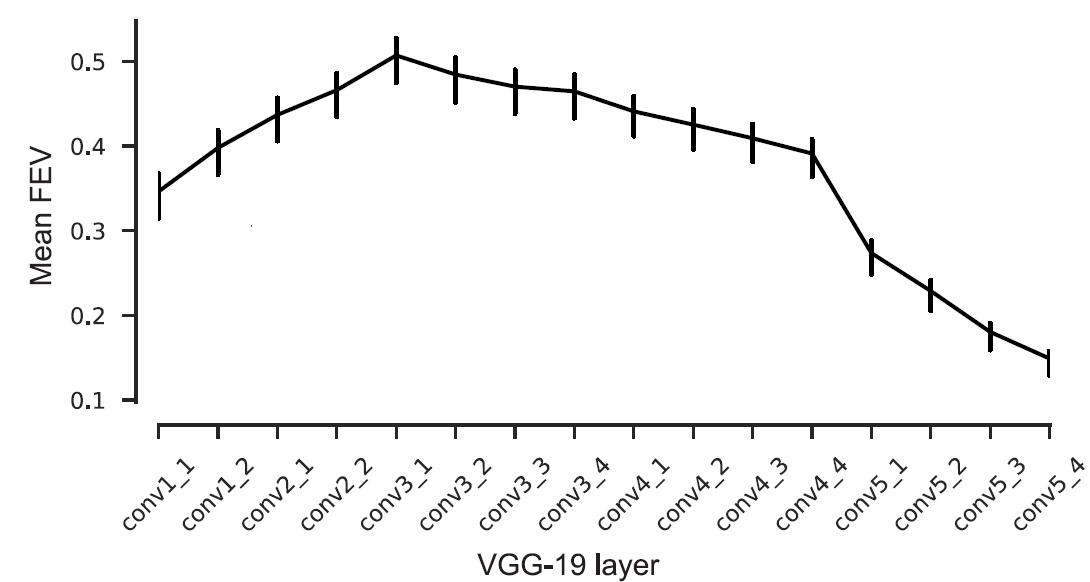 Mean FEV
0.5
0.4
0.3
0.2
0.1
conv1_1
conv1_2
conv2_1
conv2_2
conv3_1
conv3_2
conv3_3
conv3_4
conv4_1
conv4_2
conv4_3
conv4_4
conv5_1
conv5_2
conv5_3
conv5_4
VGG-19 layer